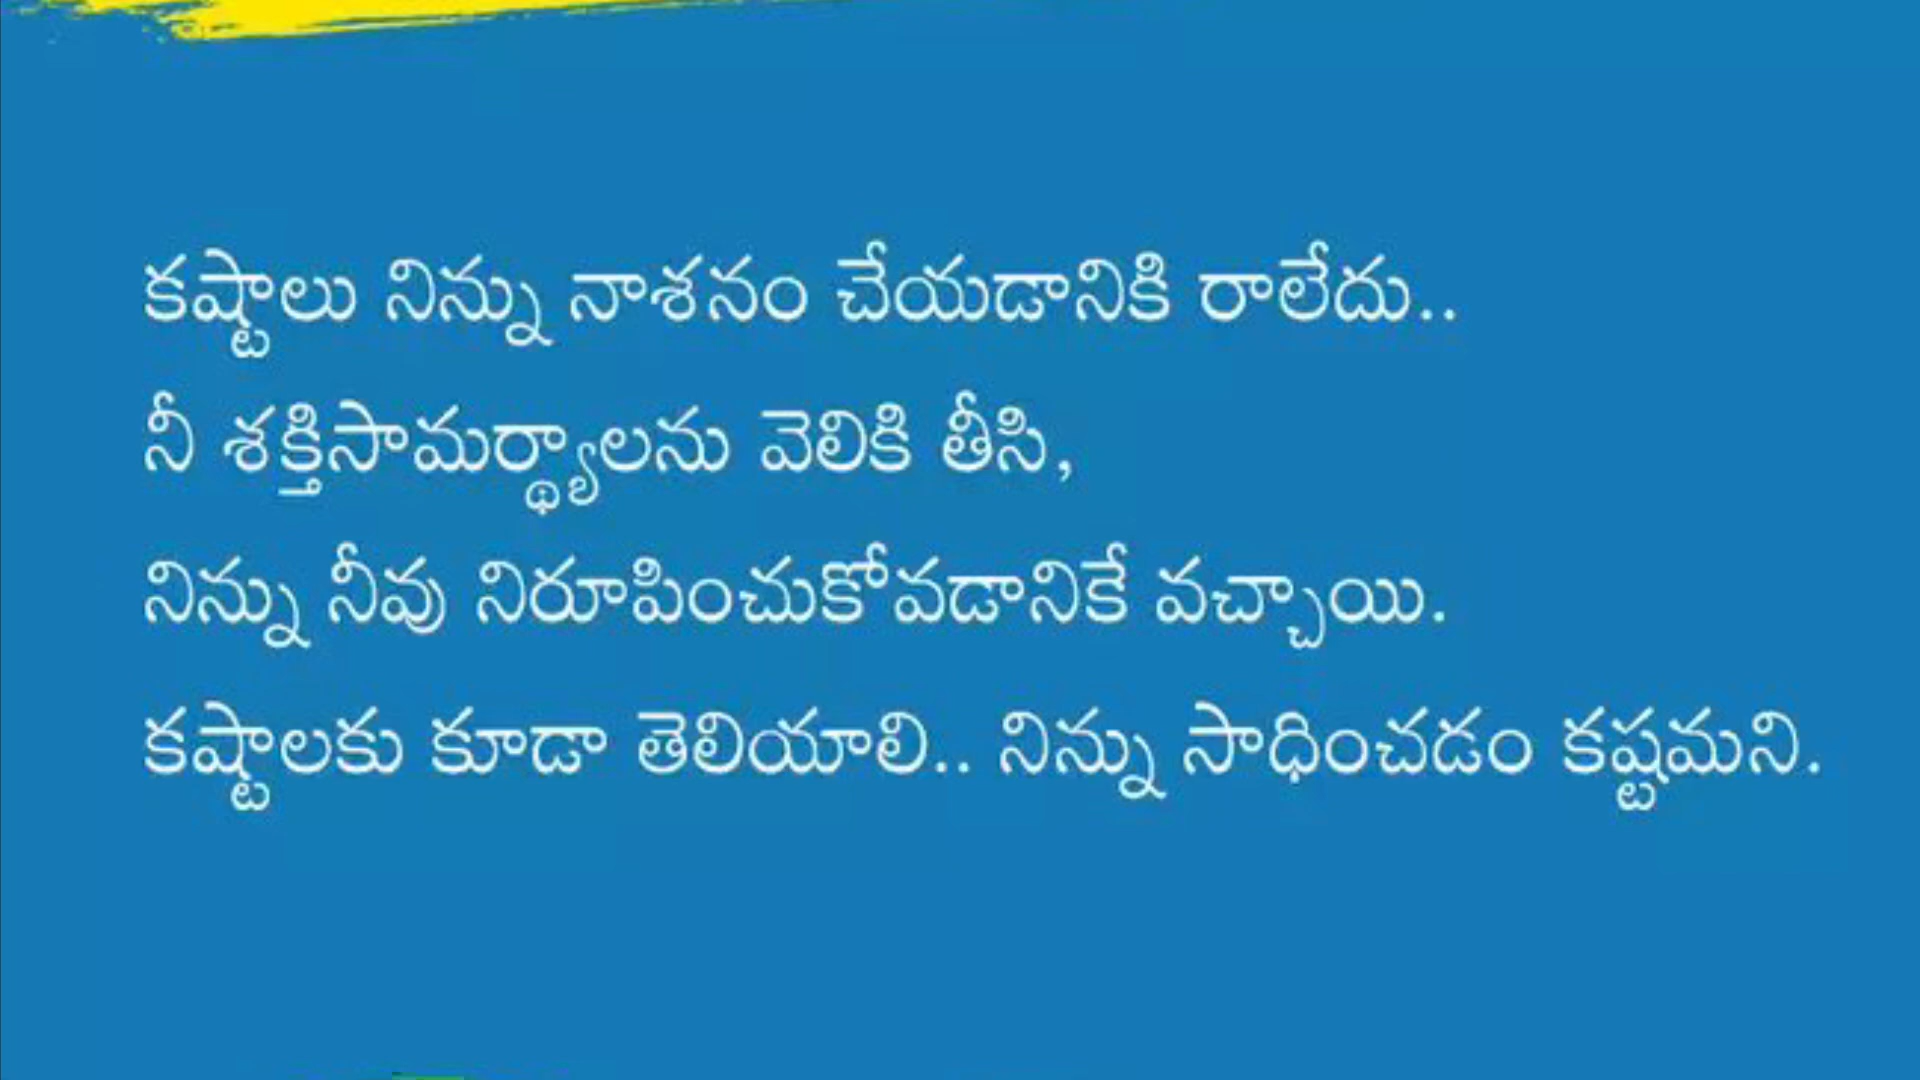 కష్టాలు నిన్ను నాశనం చేయడానికి రాలేదు..
నీ శక్తిసామర్థ్యాలను వెలికి తీసి,
నిన్ను నీవు నిరూపించుకోవడానికే వచ్చాయి.
కష్టాలకు కూడా తెలియాలి.. నిన్ను సాధించడం కష్టమని.